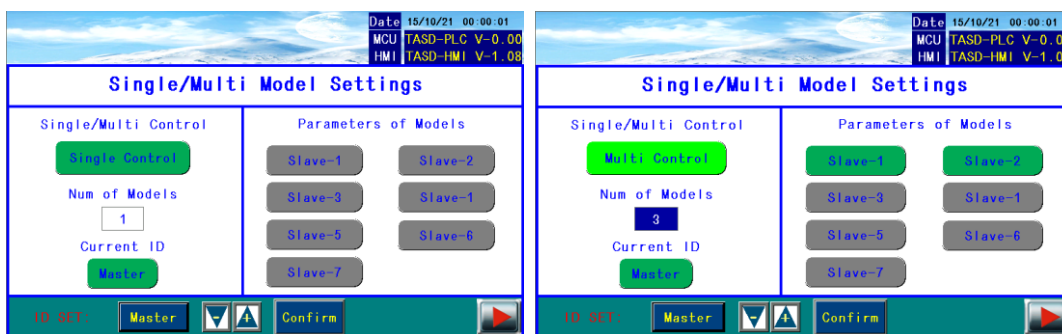 Date 15/10/21 00:00:01
MCU TASD-PLC V-0.00
HMI TASD-HMI V-1.08
Single/Multi Model Settings
Single/Multi Control
Single Control
Num of Models
1
Current ID
Master
Parameters of Models
Slave-1 Slave-2
Slave-3 Slave-1
Slave-5 Slave-6
Slave-7
ID SET: Master - + Confirm
Date 15/10/21 00:00:01
MCU TASD-PLC V-0.0
HMI TASD-HMI V-1.0
Single/Multi Model Settings
Single/Multi Control
Multi Control
Num of Models
3
Current ID
Master
Parameters of Models
Slave-1 Slave-2
Slave-3 Slave-1
Slave-5 Slave-6
Slave-7
ID SET: Master - + Confirm